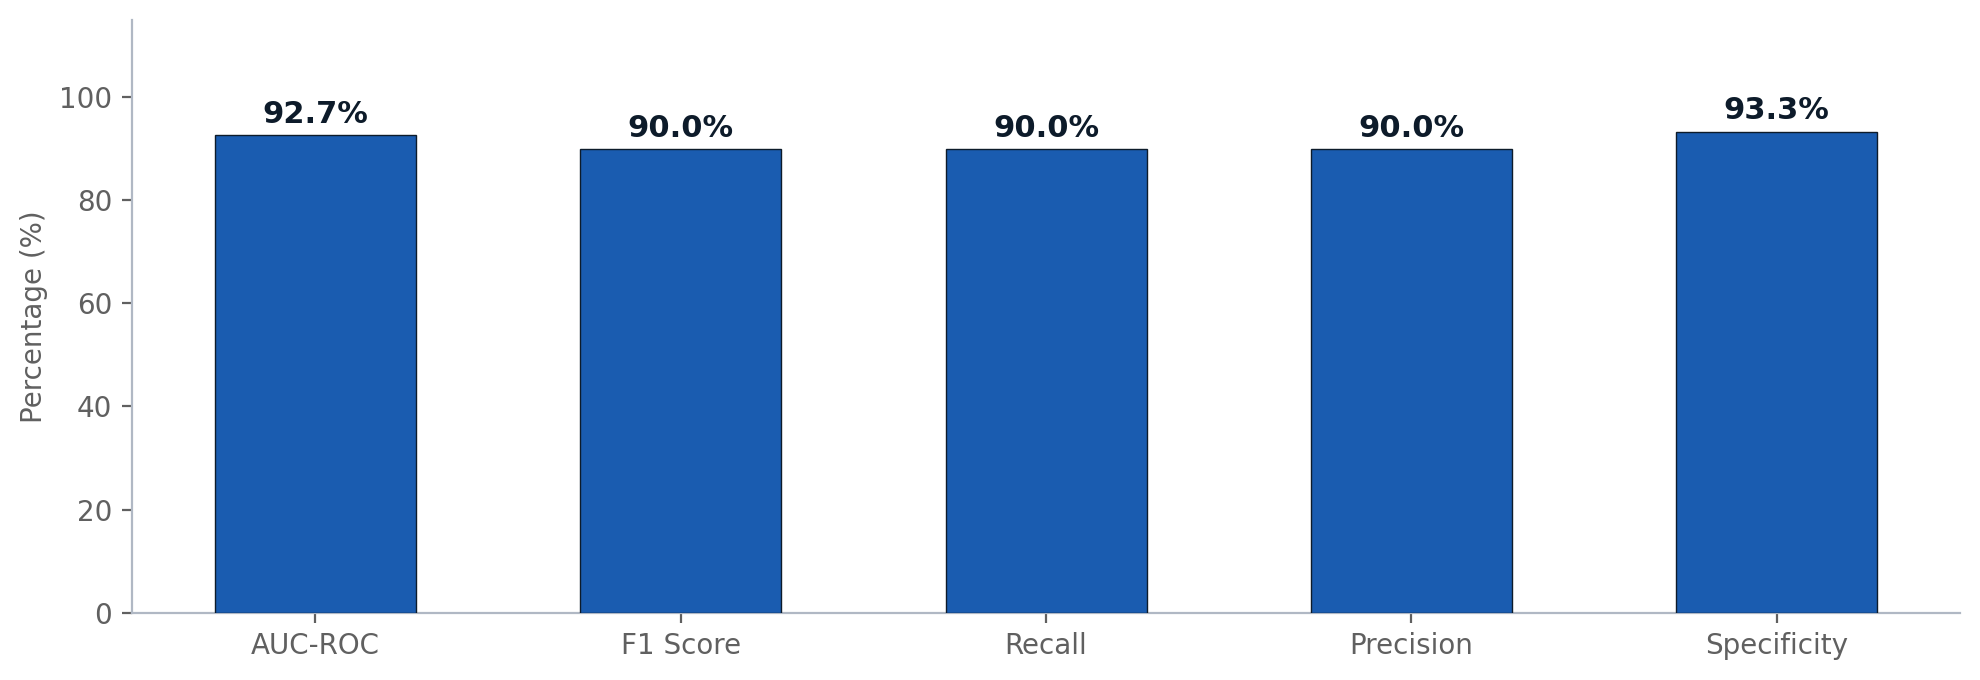 Percentage (%)
100
80
60
40
20
0
92.7%
90.0%
90.0%
90.0%
93.3%
AUC-ROC
F1 Score
Recall
Precision
Specificity